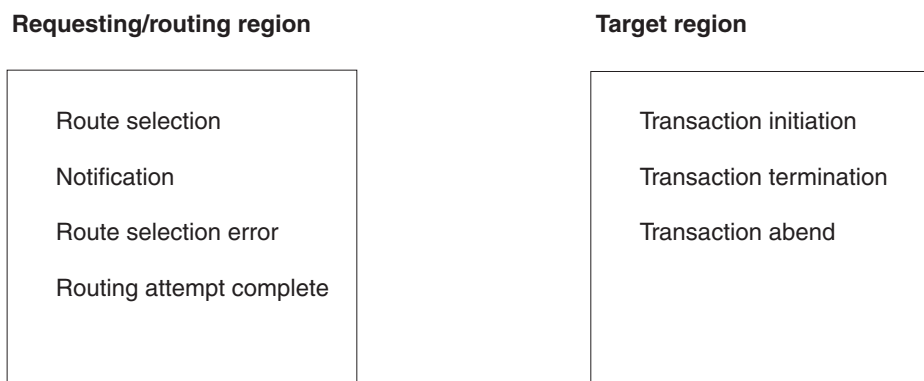 Requesting/routing region
Route selection
Notification
Route selection error
Routing attempt complete
Target region
Transaction initiation
Transaction termination
Transaction abend